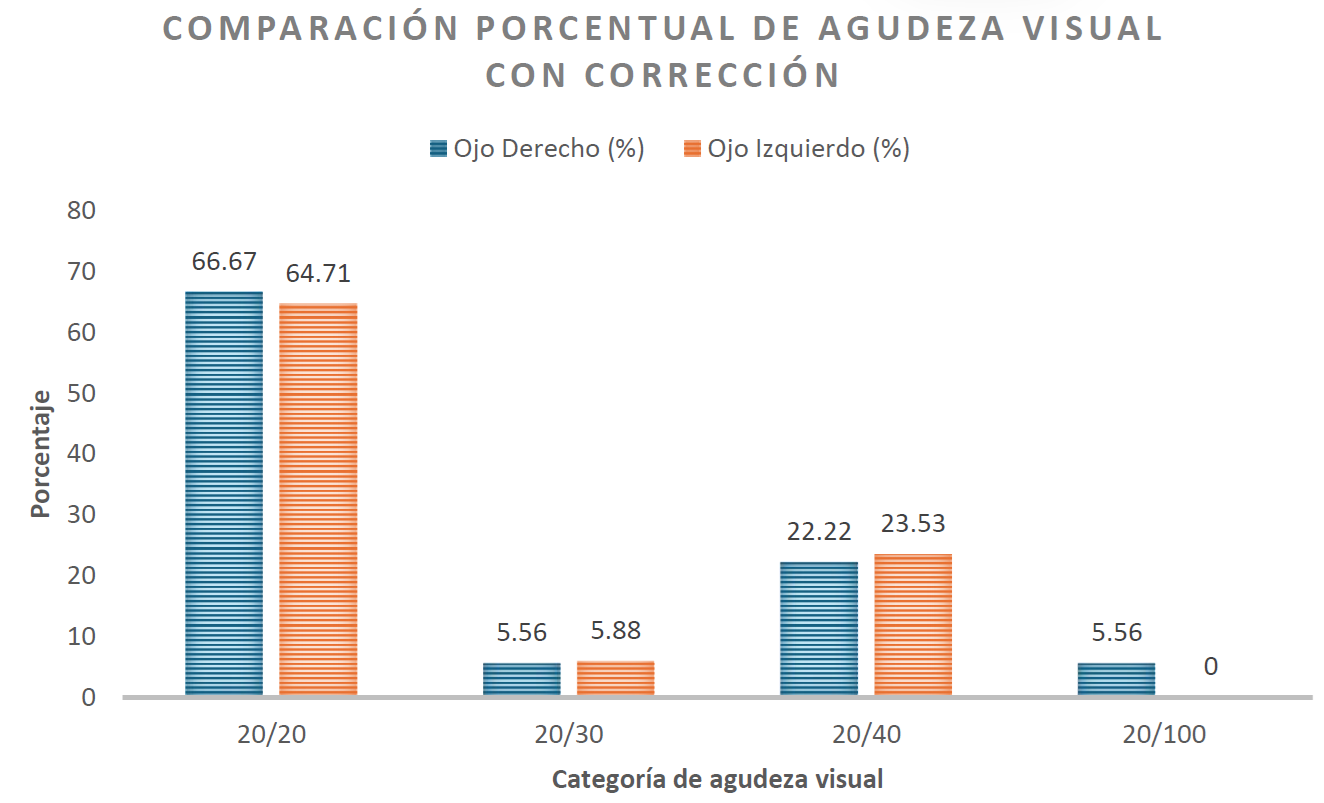 COMPARACIÓN PORCENTUAL DE AGUDEZA VISUAL
CON CORRECCIÓN
Ojo Derecho (%) Ojo Izquierdo (%)
80
70
60
50
40
30
20
10
0
Porcentaje
66.67
64.71
5.56
5.88
22.22
23.53
5.56
0
20/20 20/30 20/40 20/100
Categoría de agudeza visual